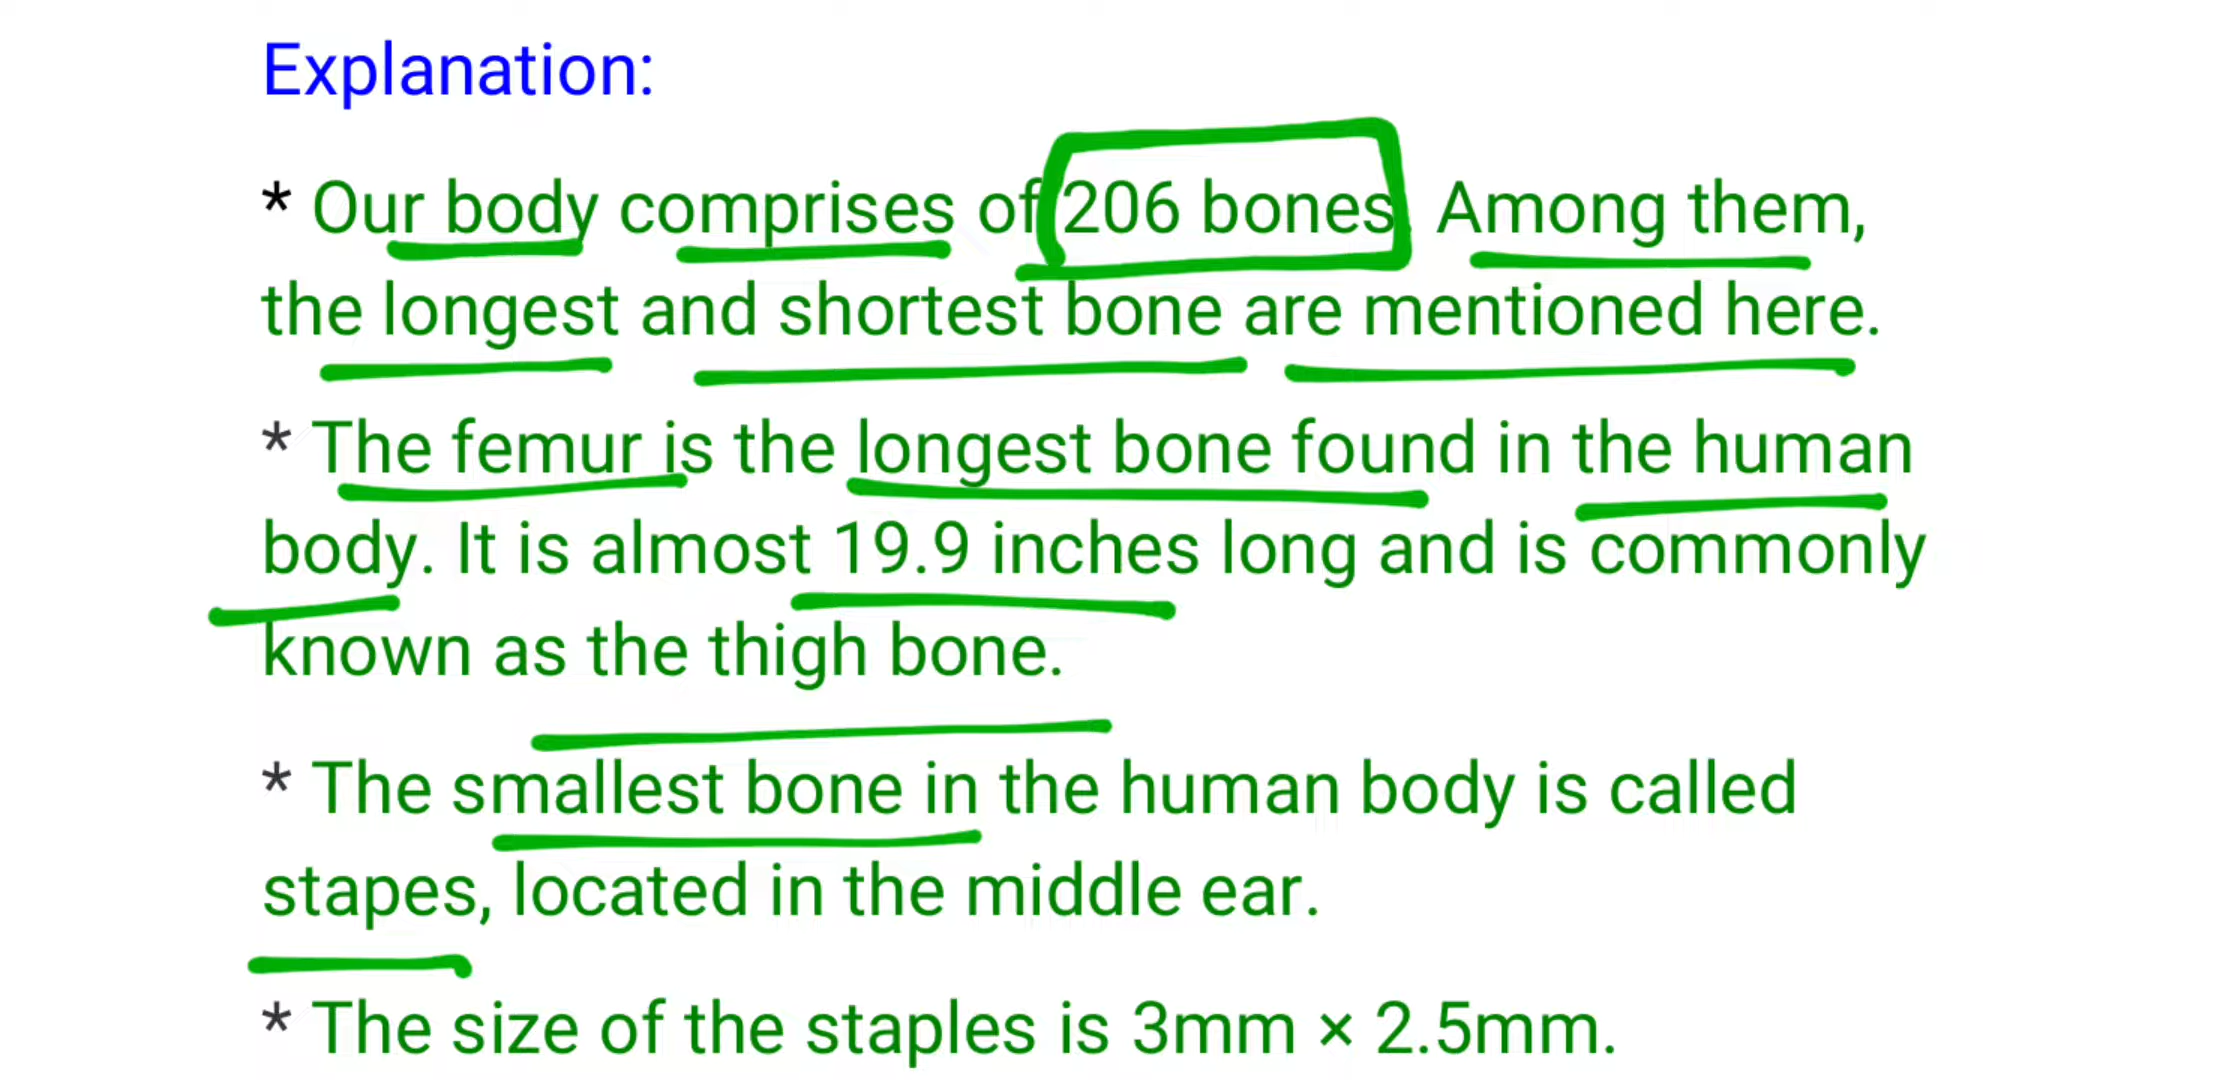 Explanation:
* Our body comprises of 206 bones. Among them,
the longest and shortest bone are mentioned here.
* The femur is the longest bone found in the human
body. It is almost 19.9 inches long and is commonly
known as the thigh bone.
* The smallest bone in the human body is called
stapes, located in the middle ear.
* The size of the staples is 3mm × 2.5mm.